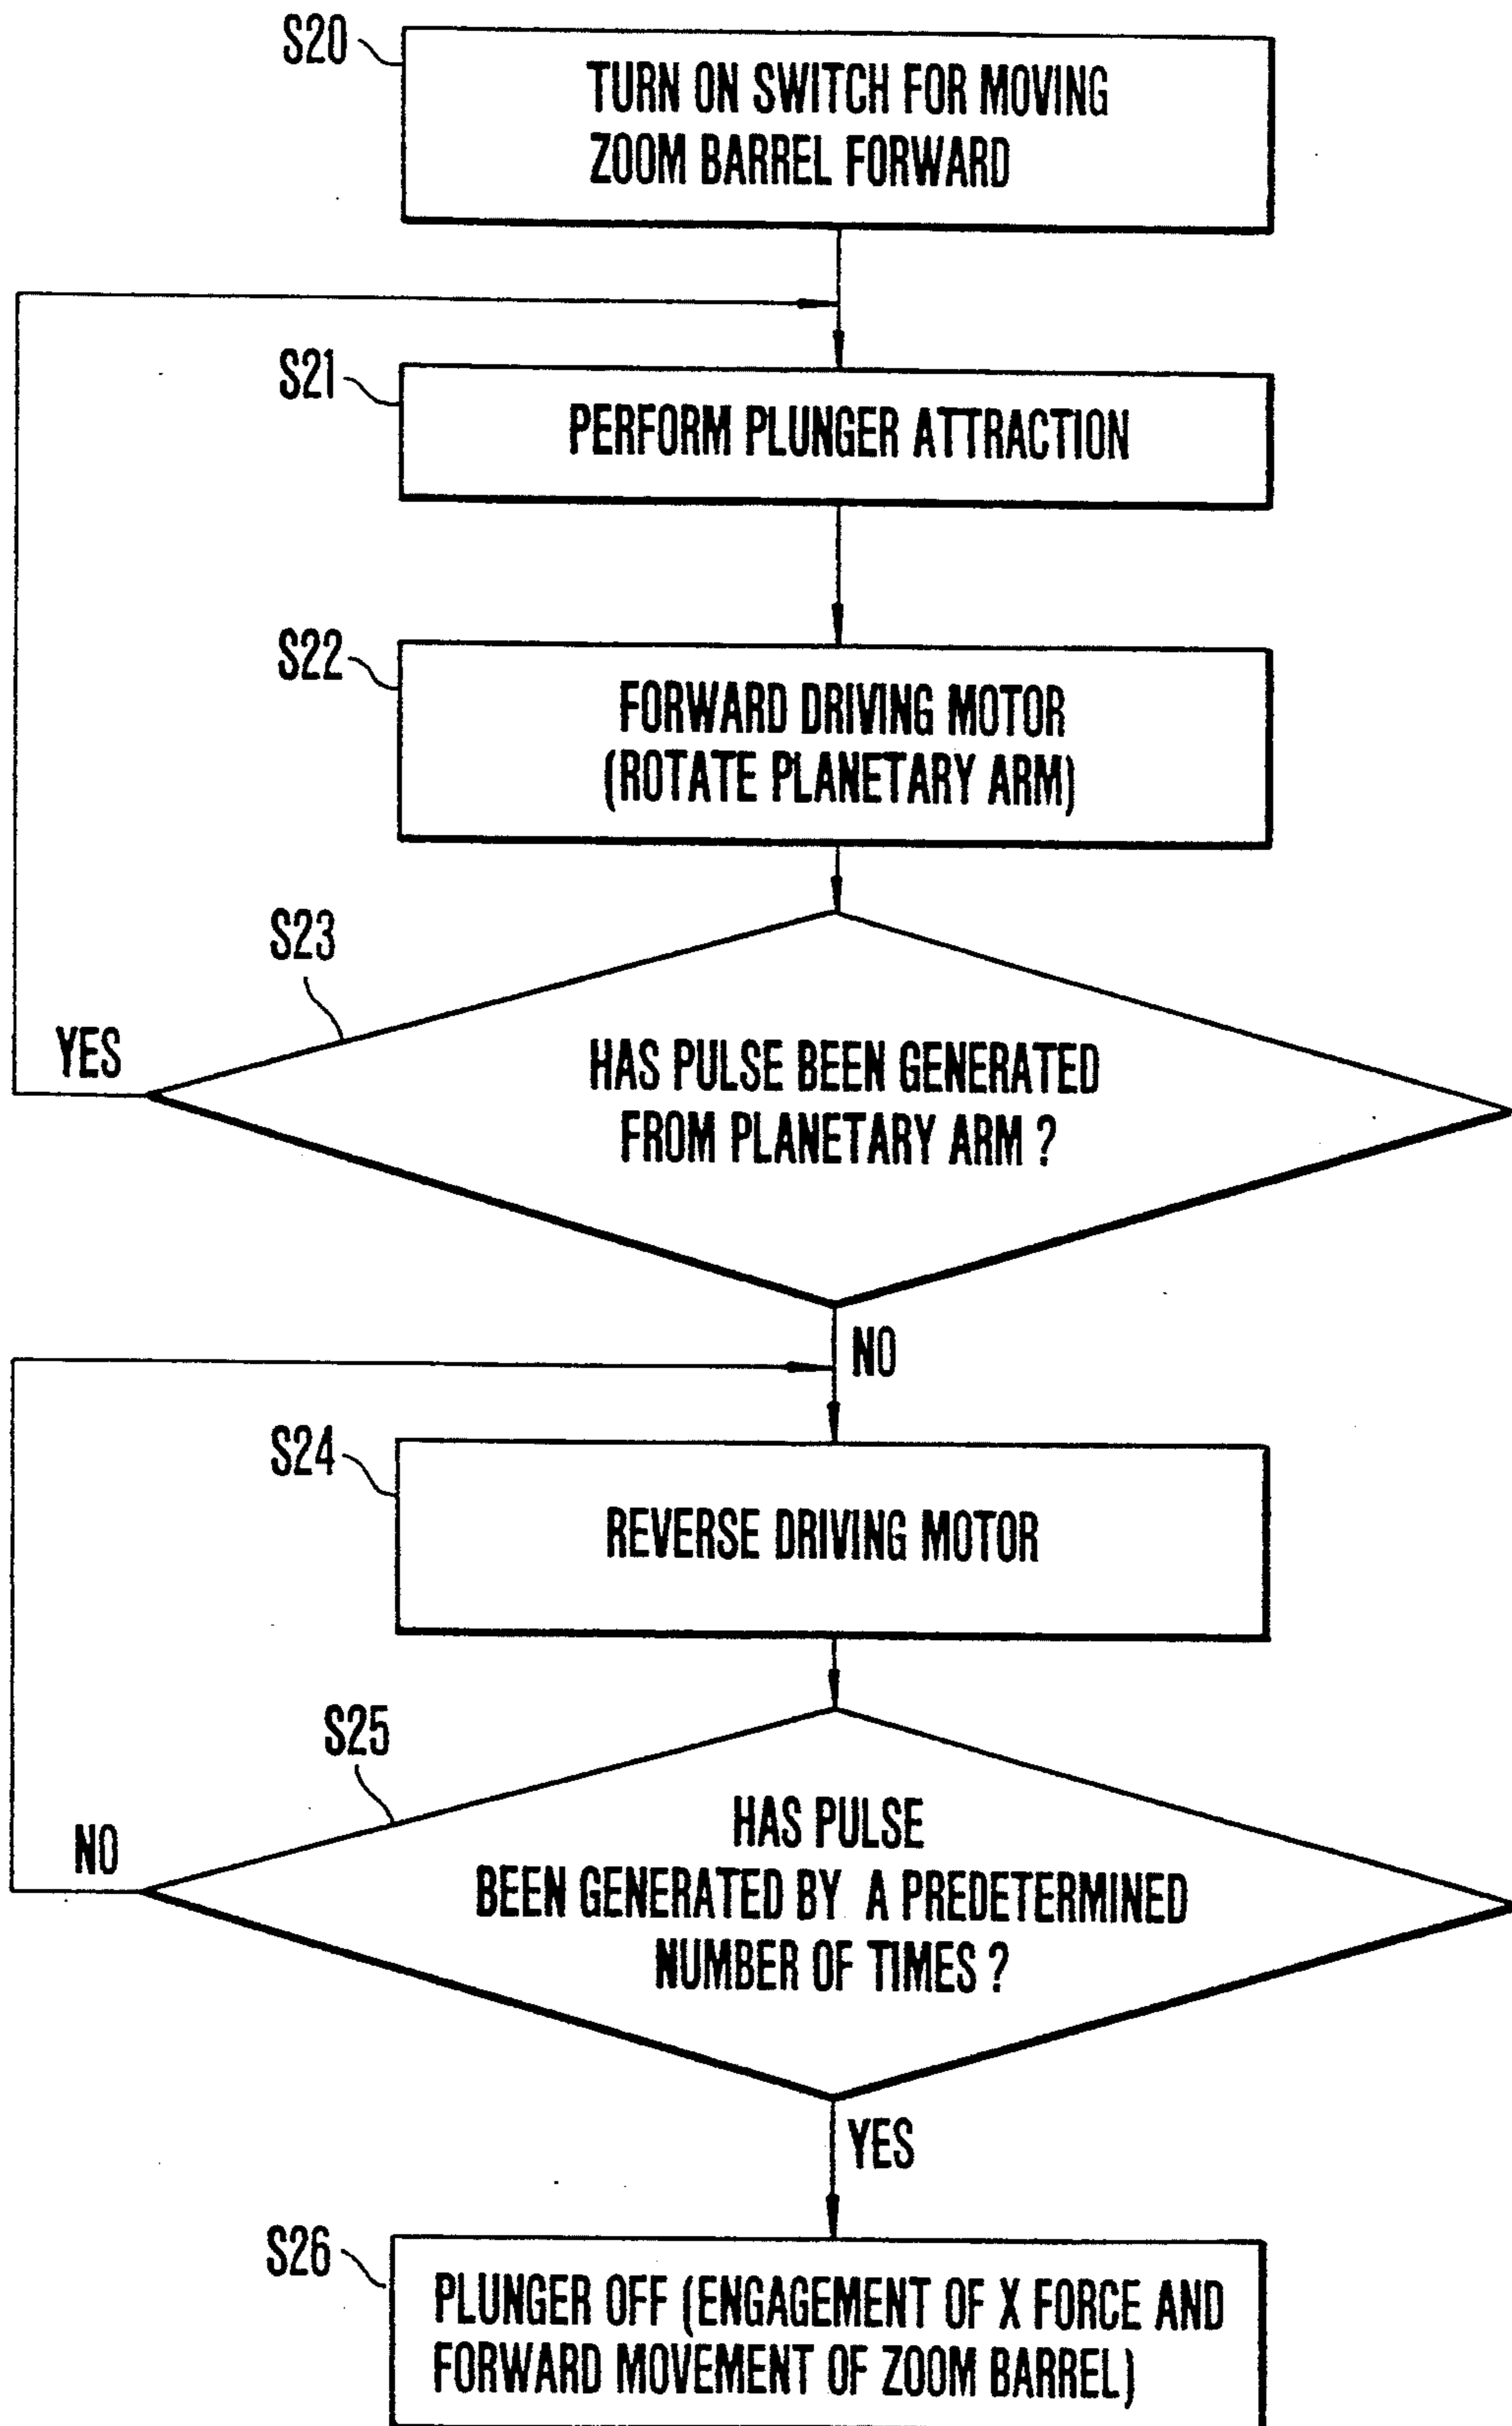 S20
TURN ON SWITCH FOR MOVING
ZOOM BARREL FORWARD
S21
PERFORM PLUNGER ATTRACTION
S22
FORWARD DRIVING MOTOR
(ROTATE PLANETARY ARM)
S23
YES
HAS PULSE BEEN GENERATED
FROM PLANETARY ARM ?
NO
S24
REVERSE DRIVING MOTOR
S25
NO
HAS PULSE
BEEN GENERATED BY A PREDETERMINED
NUMBER OF TIMES ?
YES
S26
PLUNGER OFF (ENGAGEMENT OF X FORCE AND
FORWARD MOVEMENT OF ZOOM BARREL)